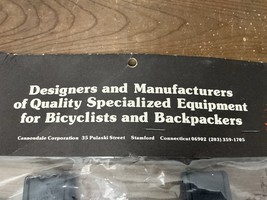 Designers and Manufacturers
of Quality Specialized Equipment
for Bicyclists and Backpackers
Cannondale Corporation 35 Pulaski Street Stamford Connecticut 06902 (203) 359-1705